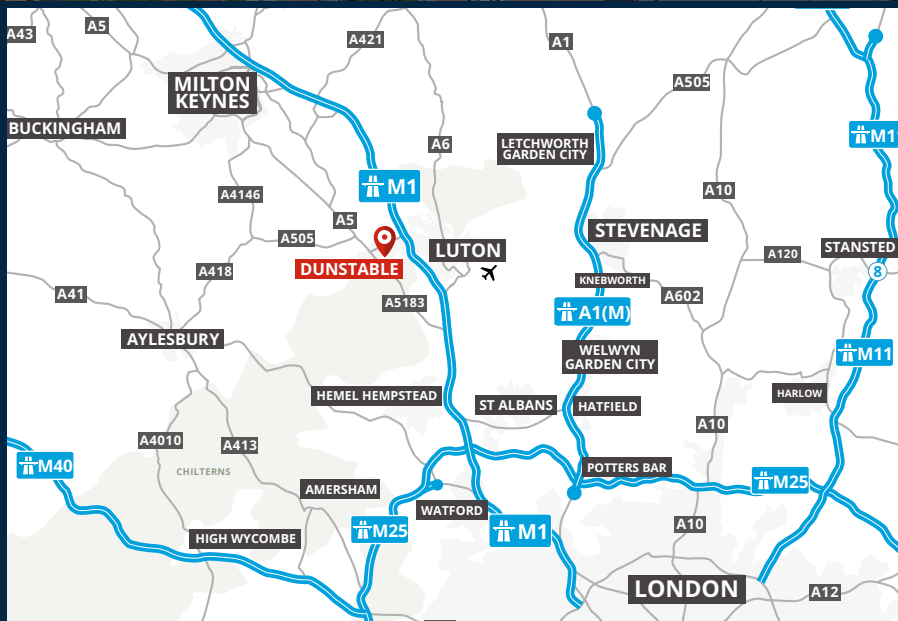 A43
A5
A421
A1
MILTON
KEYNES
A505
BUCKINGHAM
A6
LETCHWORTH
GARDEN CITY
M11
M1
A4146
A10
A5
A505
STEVENAGE
LUTON
A120
STANSTED
DUNSTABLE
A418
8
KNEBWORTH
A41
A5183
A602
A1(M)
AYLESBURY
WELWYN
GARDEN CITY
M11
HEMEL HEMPSTEAD
HARLOW
ST ALBANS
HATFIELD
A10
A4010
A413
M40
CHILTERNS
POTTERS BAR
M25
AMERSHAM
WATFORD
A10
M25
M1
HIGH WYCOMBE
LONDON
A12